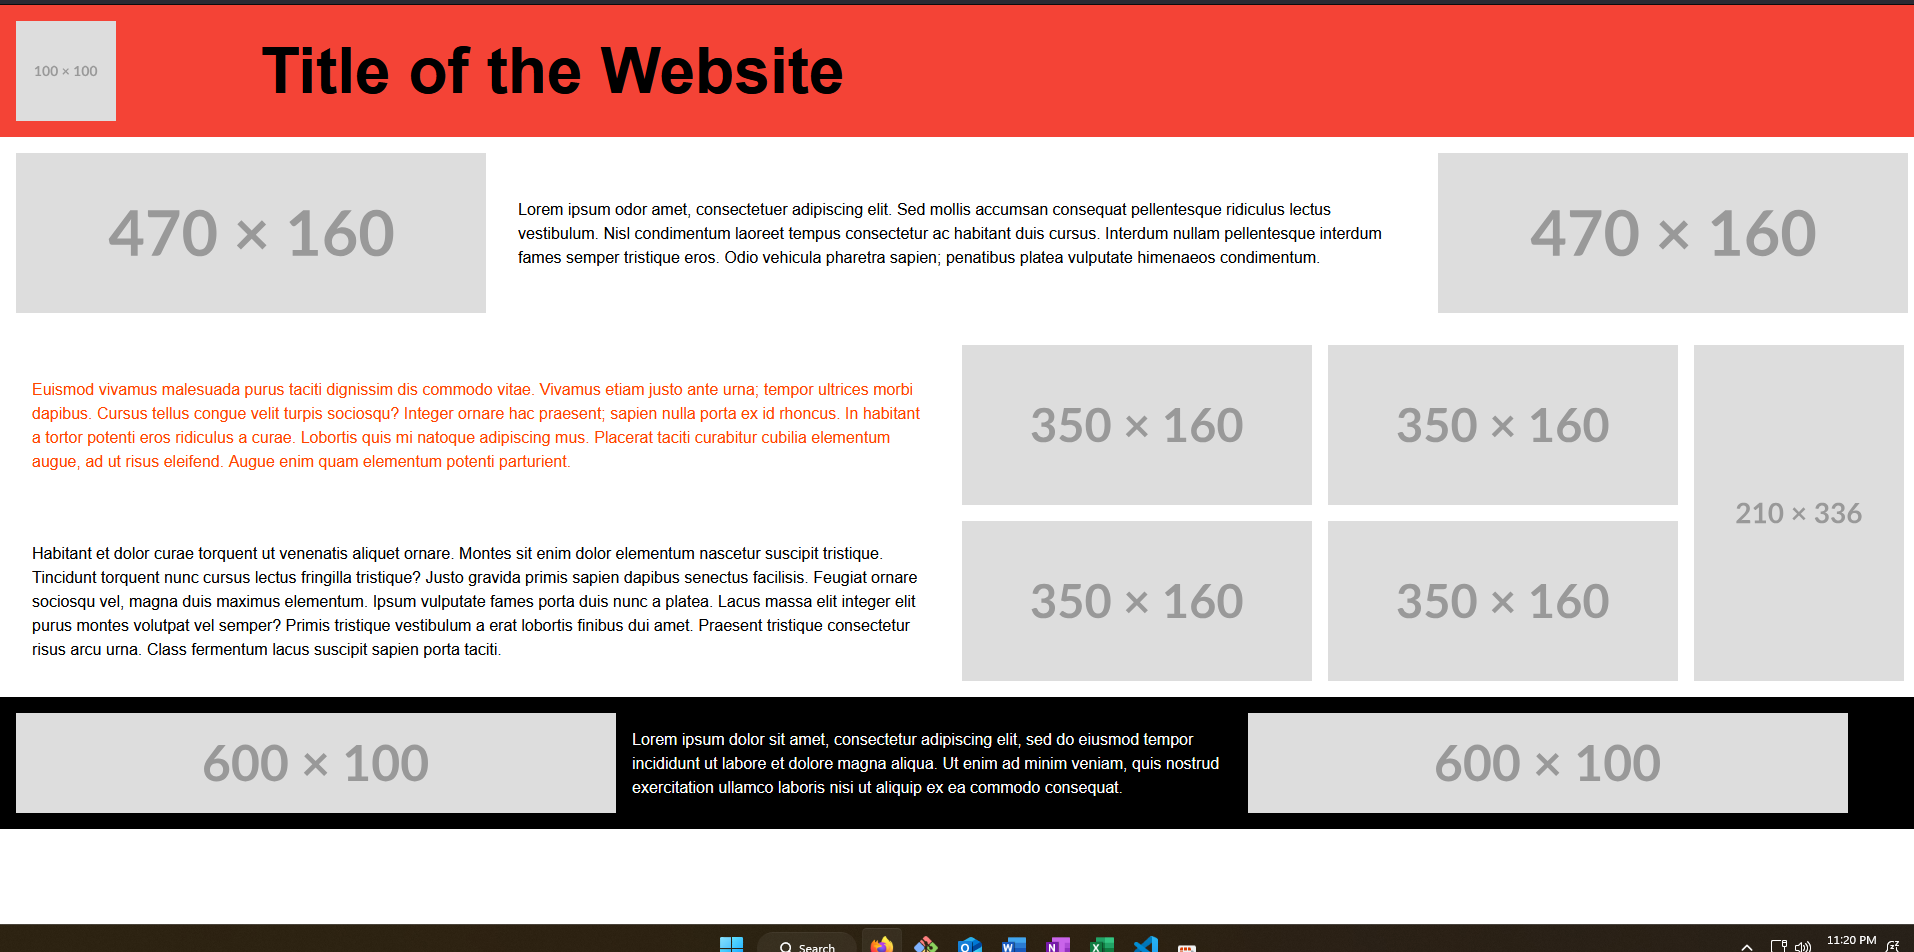 100 × 100
Title of the Website
470 × 160
Lorem ipsum odor amet, consectetuer adipiscing elit. Sed mollis accumsan consequat pellentesque ridiculus lectus
vestibulum. Nisl condimentum laoreet tempus consectetur ac habitant duis cursus. Interdum nullam pellentesque interdum
fames semper tristique eros. Odio vehicula pharetra sapien; penatibus platea vulputate himenaeos condimentum.
470 × 160
Euismod vivamus malesuada purus taciti dignissim dis commodo vitae. Vivamus etiam justo ante urna; tempor ultrices morbi
dapibus. Cursus tellus congue velit turpis sociosqu? Integer ornare hac praesent; sapien nulla porta ex id rhoncus. In habitant
a tortor potenti eros ridiculus a curae. Lobortis quis mi natoque adipiscing mus. Placerat taciti curabitur cubilia elementum
augue, ad ut risus eleifend. Augue enim quam elementum potenti parturient.
Habitant et dolor curae torquent ut venenatis aliquet ornare. Montes sit enim dolor elementum nascetur suscipit tristique.
Tincidunt torquent nunc cursus lectus fringilla tristique? Justo gravida primis sapien dapibus senectus facilisis. Feugiat ornare
sociosqu vel, magna duis maximus elementum. Ipsum vulputate fames porta duis nunc a platea. Lacus massa elit integer elit
purus montes volutpat vel semper? Primis tristique vestibulum a erat lobortis finibus dui amet. Praesent tristique consectetur
risus arcu urna. Class fermentum lacus suscipit sapien porta taciti.
350 × 160
350 × 160
210 × 336
350 × 160
350 × 160
600 × 100
Lorem ipsum dolor sit amet, consectetur adipiscing elit, sed do eiusmod tempor
incididunt ut labore et dolore magna aliqua. Ut enim ad minim veniam, quis nostrud
exercitation ullamco laboris nisi ut aliquip ex ea commodo consequat.
600 × 100
Search
11:20 PM